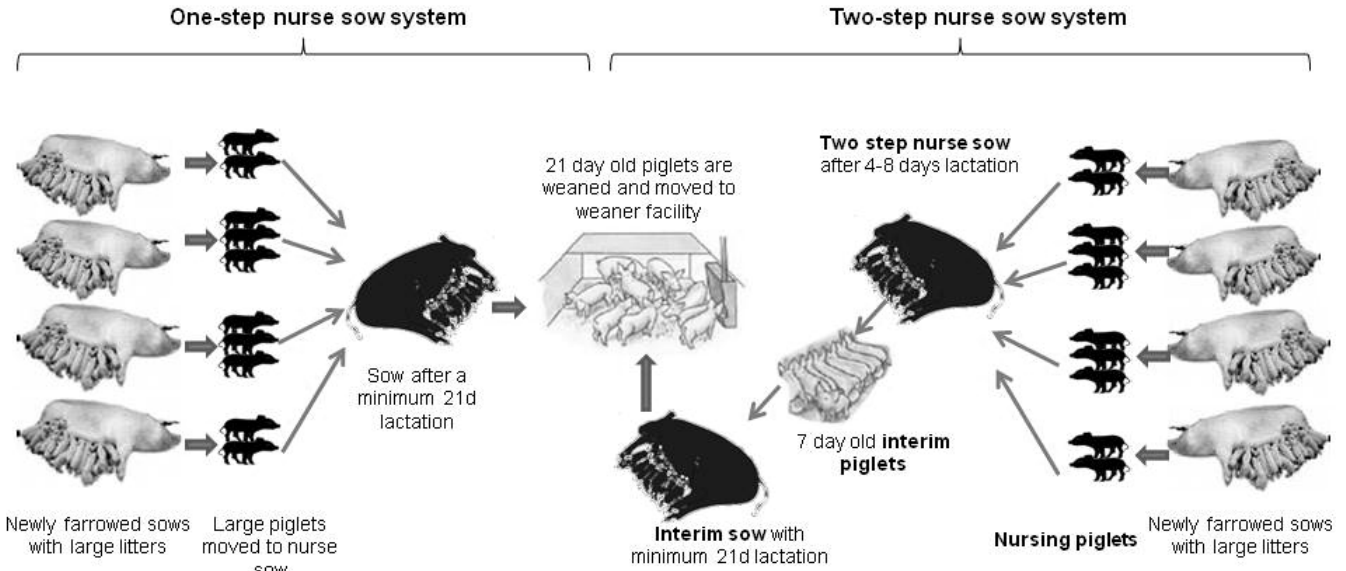 One-step nurse sow system
Two-step nurse sow system
21 day old piglets are
weaned and moved to
weaner facility
Two step nurse sow
after 4-8 days lactation
Sow after a
minimum 21d
lactation
7 day old interim
piglets
Newly farrowed sows
with large litters
Large piglets
moved to nurse
sow
Interim sow with
minimum 21d lactation
Nursing piglets
Newly farrowed sows
with large litters